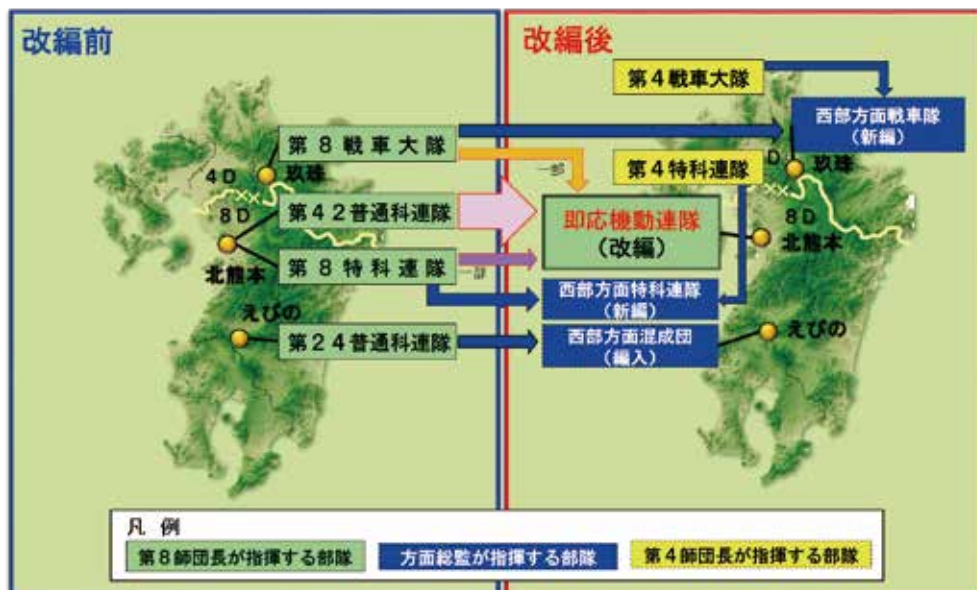 改編前
第８戦車大隊
玖珠
４Ｄ
第４２普通科連隊
８Ｄ
第８特科連隊
北熊本
えびの
第２４普通科連隊
一部
一部
改編後
第４戦車大隊
西部方面戦車隊
（新編）
第４特科連隊
D
玖珠
即応機動連隊
（改編）
８Ｄ
北熊本
西部方面特科連隊
（新編）
西部方面混成団
（編入）
えびの
凡 例
第８師団長が指揮する部隊
方面総監が指揮する部隊
第４師団長が指揮する部隊